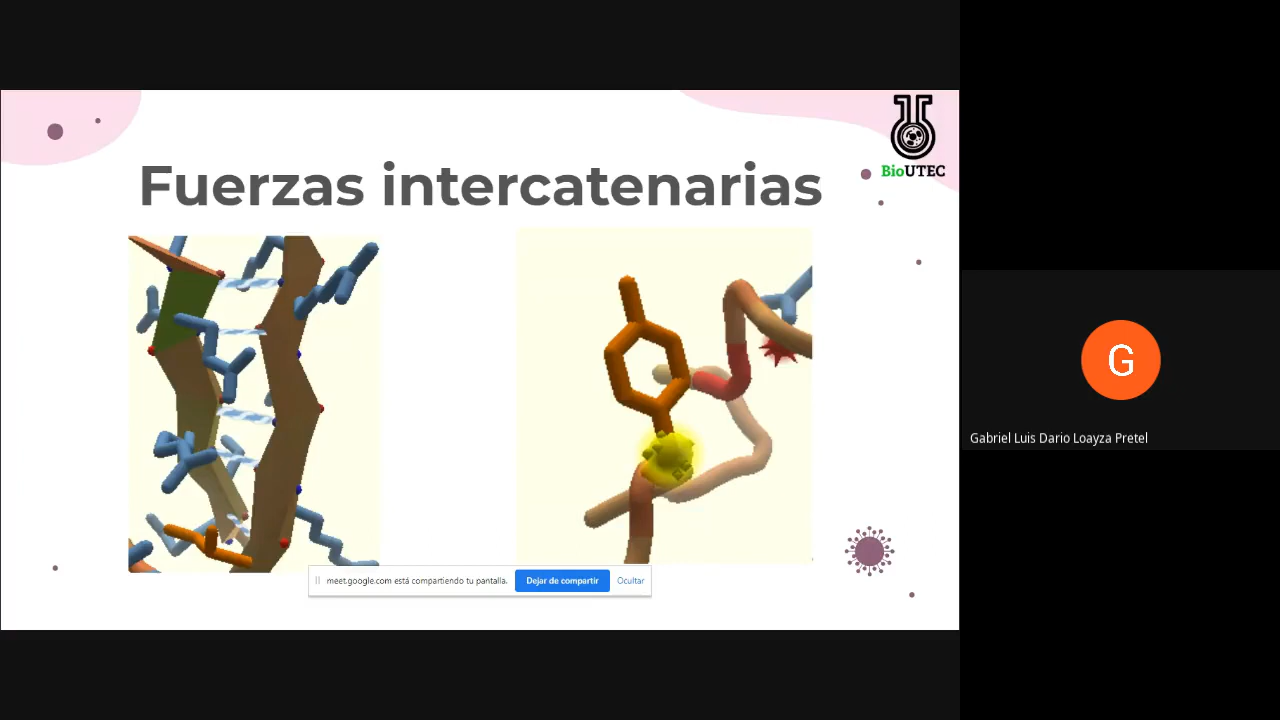 BioUTEC
Fuerzas intercatenarias
G
Gabriel Luis Dario Loayza Pretel
meet.google.com está compartiendo tu pantalla.
Dejar de compartir
Ocultar